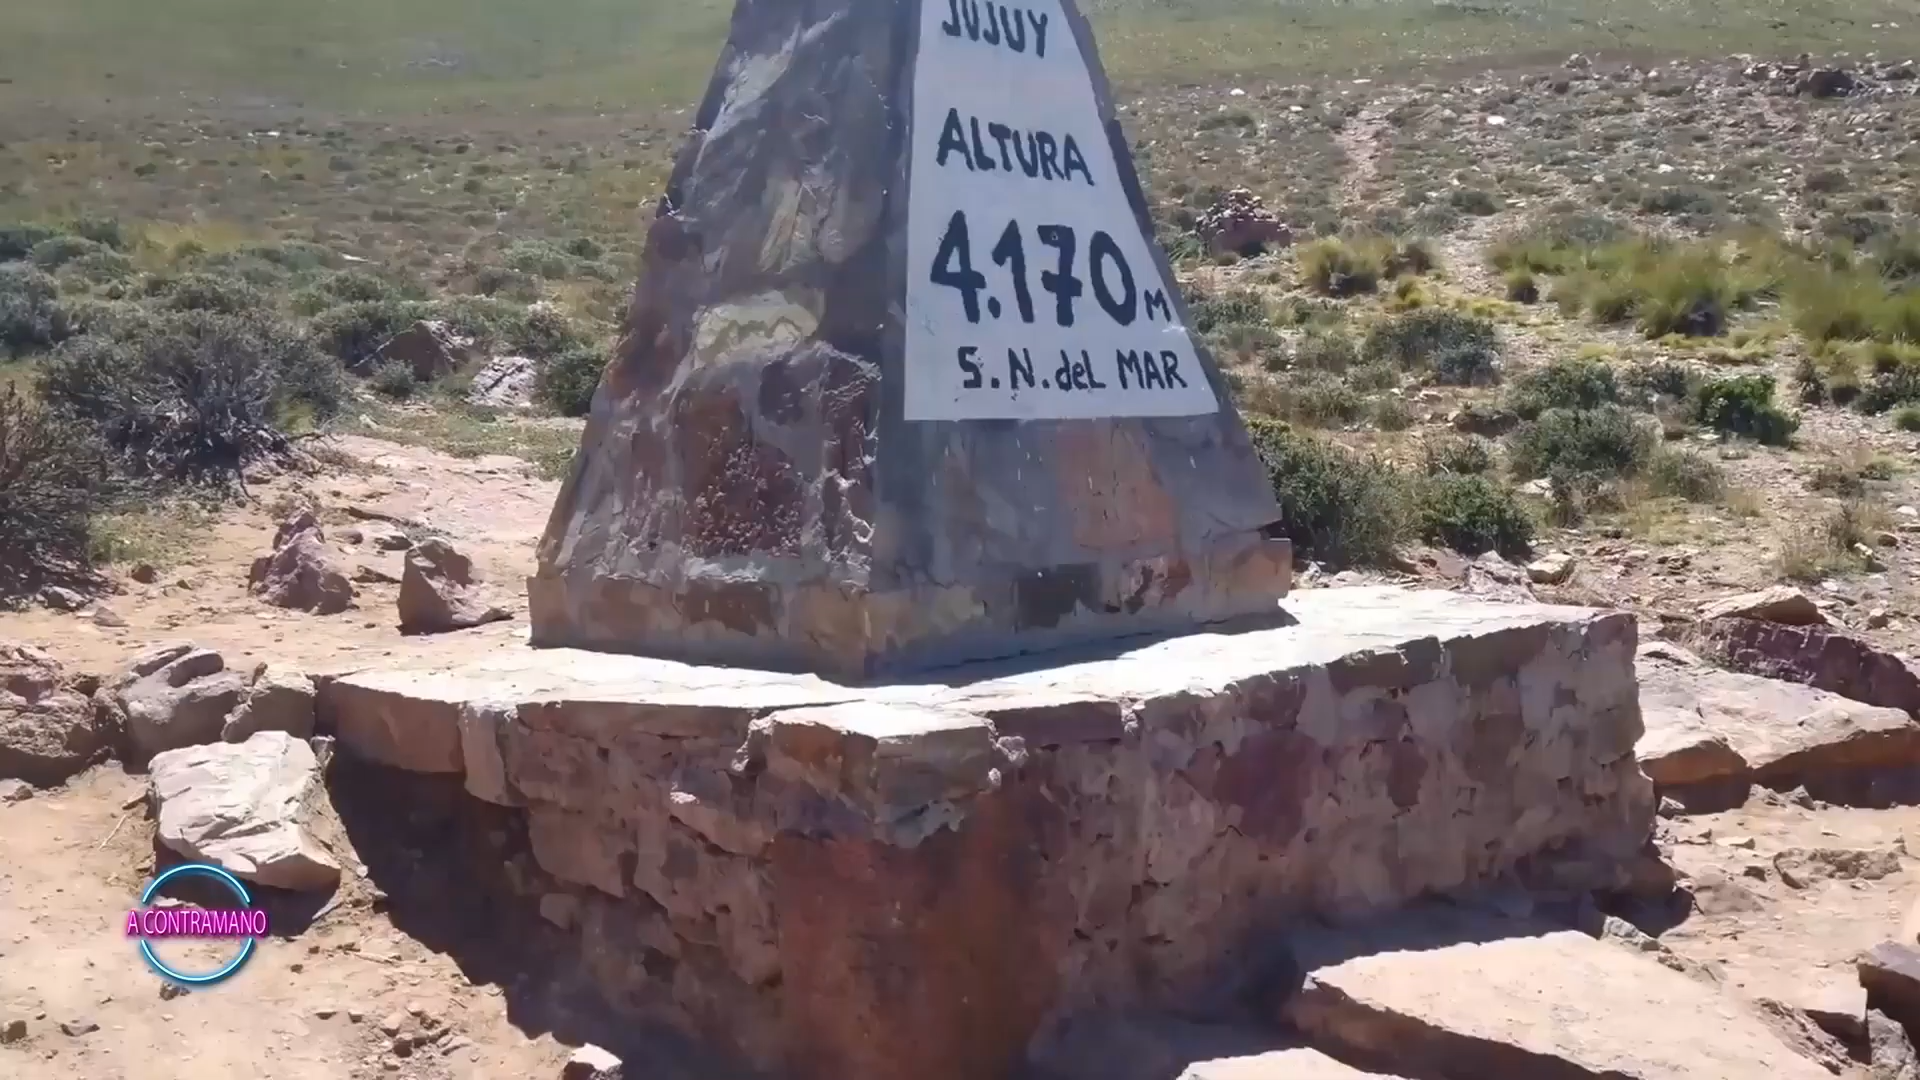 JUJUY
ALTURA
4.170 M
S.N.deL MAR
A CONTRAMANO